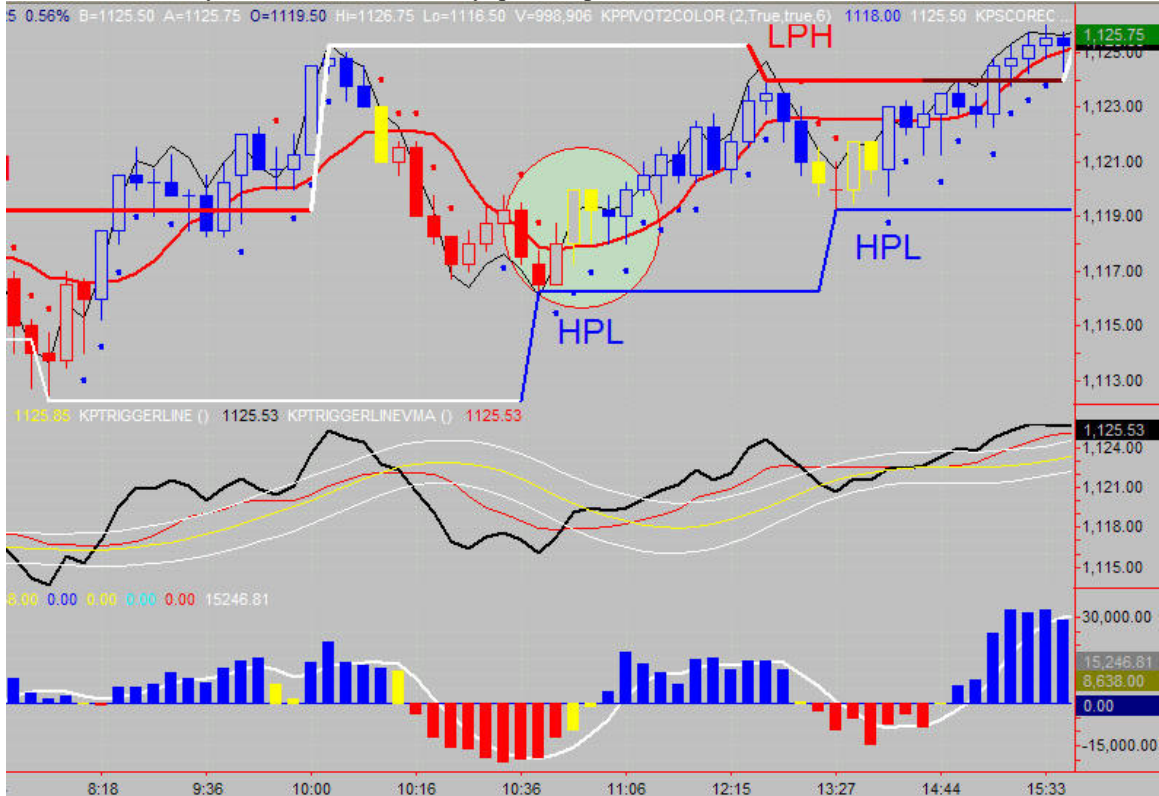 0.56% B=1125.50 A=1125.75 O=1119.50 Hi=1126.75 Lo=1116.50 V=998,906 KPPIVOT2COLOR (2,True,true,6) 1118.00 1125.50 KPSCOREC ...
LPH
1,125.75
1,125.00
1,123.00
1,121.00
1,119.00
HPL
1,117.00
HPL
1,115.00
1,113.00
1125.85 KPTRIGGERLINE () 1125.53 KPTRIGGERLINEVMA () 1125.53
1,125.53
1,124.00
1,121.00
1,118.00
1,115.00
8.00 0.00 0.00 0.00 0.00 15246.81
30,000.00
15,246.81
8,638.00
0.00
-15,000.00
8:18 9:36 10:00 10:16 10:36 11:06 12:15 13:27 14:44 15:33